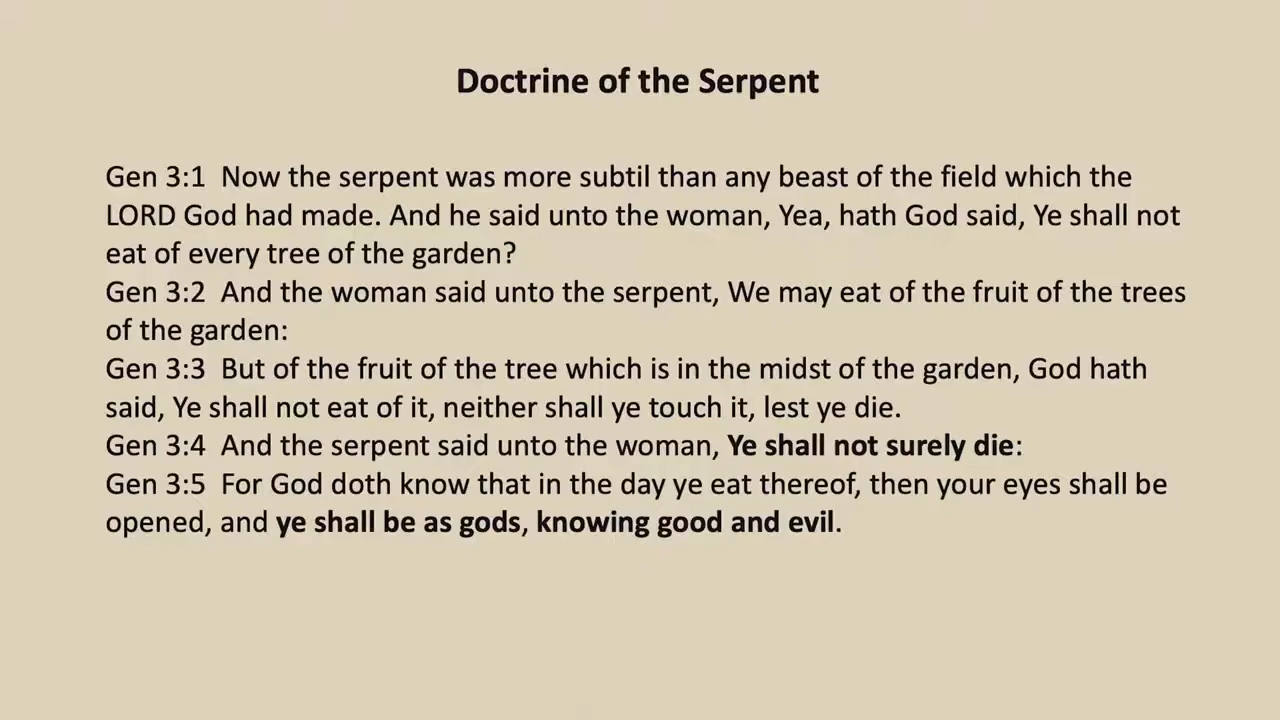 Doctrine of the Serpent
Gen 3:1  Now the serpent was more subtil than any beast of the field which the
LORD God had made. And he said unto the woman, Yea, hath God said, Ye shall not
eat of every tree of the garden?
Gen 3:2  And the woman said unto the serpent, We may eat of the fruit of the trees
of the garden:
Gen 3:3  But of the fruit of the tree which is in the midst of the garden, God hath
said, Ye shall not eat of it, neither shall ye touch it, lest ye die.
Gen 3:4  And the serpent said unto the woman, Ye shall not surely die:
Gen 3:5  For God doth know that in the day ye eat thereof, then your eyes shall be
opened, and ye shall be as gods, knowing good and evil.